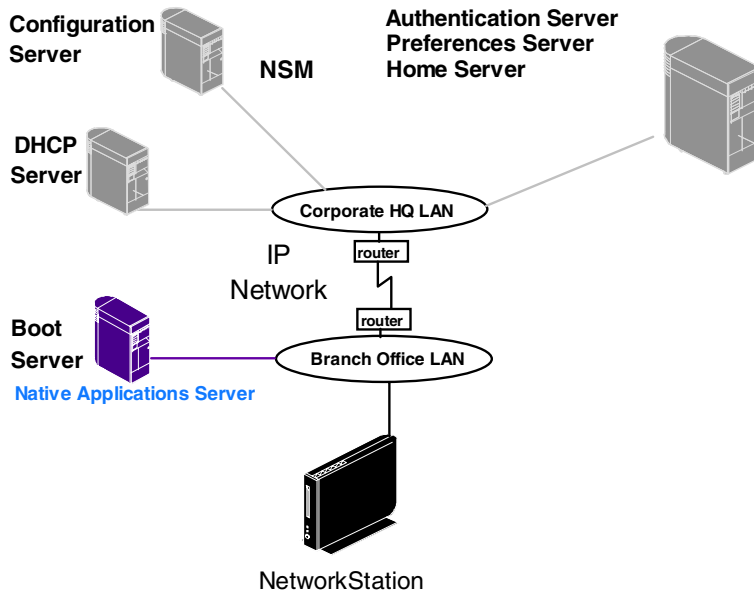 Configuration
Server
NSM
Authentication Server
Preferences Server
Home Server
DHCP
Server
Corporate HQ LAN
IP
Network
router
router
Boot
Server
Native Applications Server
Branch Office LAN
NetworkStation